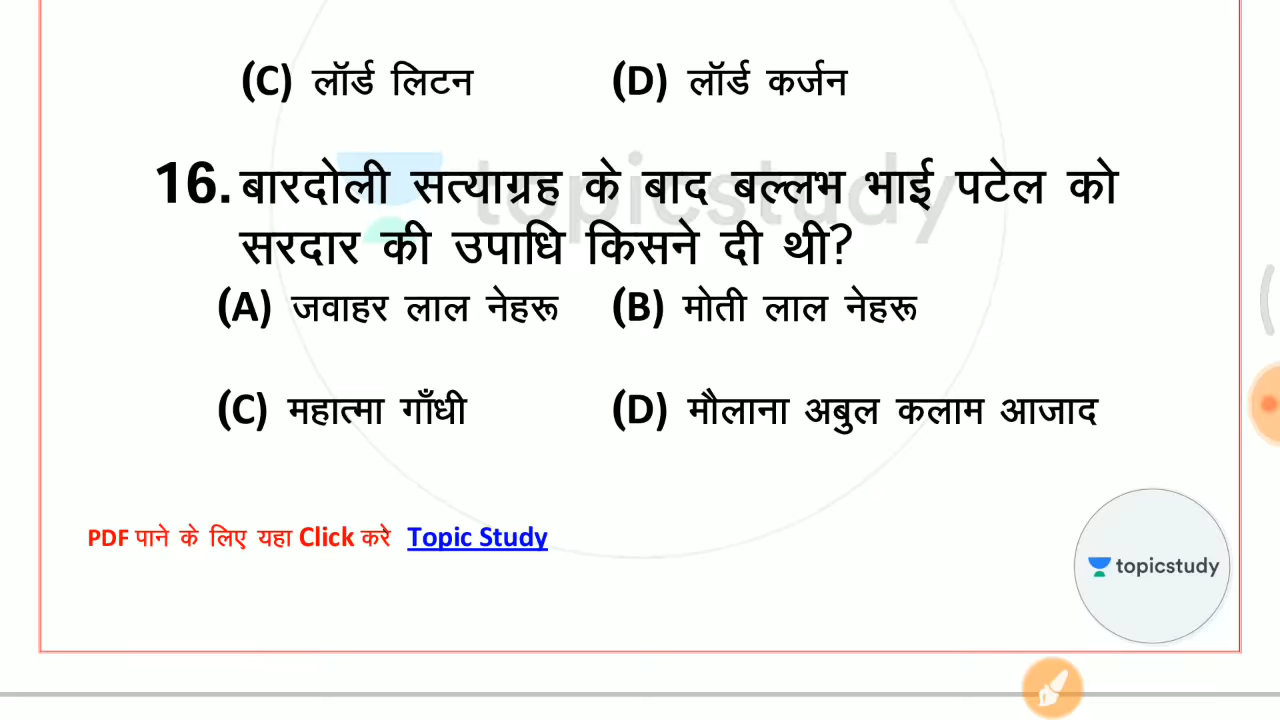 (C) लॉर्ड लिटन (D) लॉर्ड कर्जन
topicstudy
16. बारदोली सत्याग्रह के बाद बल्लभ भाई पटेल को
सरदार की उपाधि किसने दी थी?
(A) जवाहर लाल नेहरू (B) मोती लाल नेहरू
(C) महात्मा गाँधी (D) मौलाना अबुल कलाम आजाद
PDF पाने के लिए यहा Click करे Topic Study
topicstudy